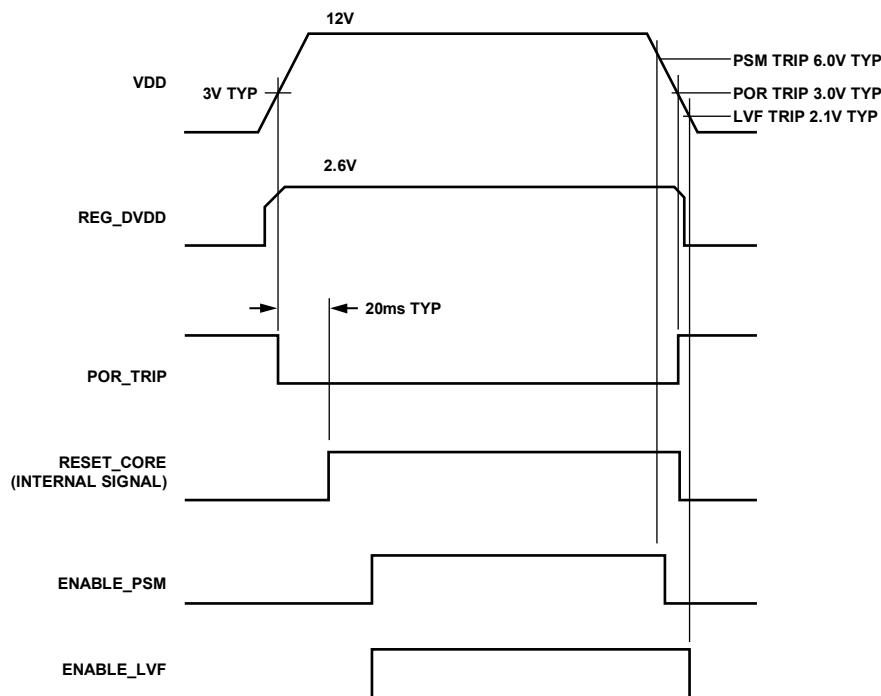 12V
VDD
3V TYP
PSM TRIP 6.0V TYP
POR TRIP 3.0V TYP
LVF TRIP 2.1V TYP
2.6V
REG_DVDD
20ms TYP
POR_TRIP
RESET_CORE
(INTERNAL SIGNAL)
ENABLE_PSM
ENABLE_LVF